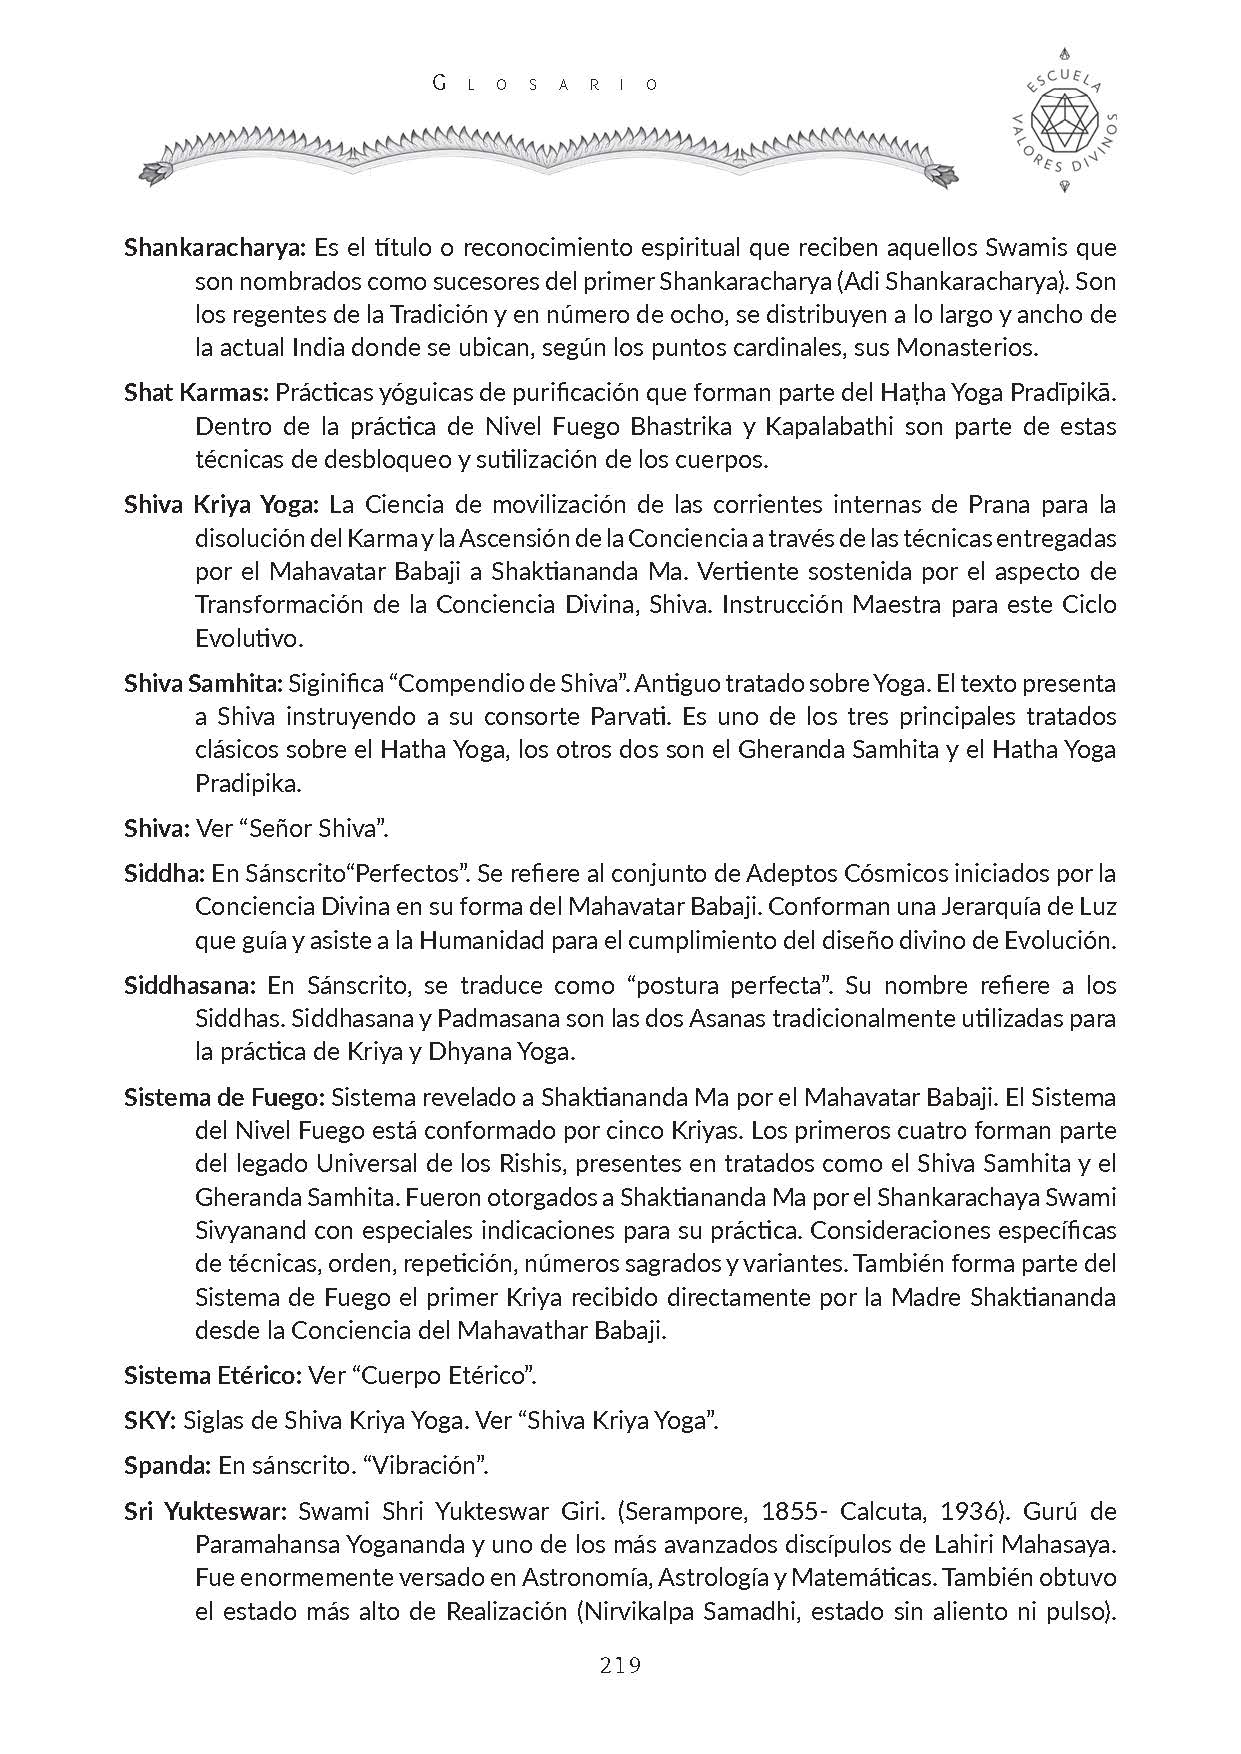 Glosario
ESCUELA
VALORES DIVINOS
Shankaracharya: Es el título o reconocimiento espiritual que reciben aquellos Swamis que
son nombrados como sucesores del primer Shankaracharya (Adi Shankaracharya). Son
los regentes de la Tradición y en número de ocho, se distribuyen a lo largo y ancho de
la actual India donde se ubican, según los puntos cardinales, sus Monasterios.
Shat Karmas: Prácticas yóguicas de purificación que forman parte del Haṭha Yoga Pradīpikā.
Dentro de la práctica de Nivel Fuego Bhastrika y Kapalabathi son parte de estas
técnicas de desbloqueo y sutilización de los cuerpos.
Shiva Kriya Yoga: La Ciencia de movilización de las corrientes internas de Prana para la
disolución del Karma y la Ascensión de la Conciencia a través de las técnicas entregadas
por el Mahavatar Babaji a Shaktiananda Ma. Vertiente sostenida por el aspecto de
Transformación de la Conciencia Divina, Shiva. Instrucción Maestra para este Ciclo
Evolutivo.
Shiva Samhita: Siginifica “Compendio de Shiva”. Antiguo tratado sobre Yoga. El texto presenta
a Shiva instruyendo a su consorte Parvati. Es uno de los tres principales tratados
clásicos sobre el Hatha Yoga, los otros dos son el Gheranda Samhita y el Hatha Yoga
Pradipika.
Shiva: Ver “Señor Shiva”.
Siddha: En Sánscrito“Perfectos”. Se refiere al conjunto de Adeptos Cósmicos iniciados por la
Conciencia Divina en su forma del Mahavatar Babaji. Conforman una Jerarquía de Luz
que guía y asiste a la Humanidad para el cumplimiento del diseño divino de Evolución.
Siddhasana: En Sánscrito, se traduce como “postura perfecta”. Su nombre refiere a los
Siddhas. Siddhasana y Padmasana son las dos Asanas tradicionalmente utilizadas para
la práctica de Kriya y Dhyana Yoga.
Sistema de Fuego: Sistema revelado a Shaktiananda Ma por el Mahavatar Babaji. El Sistema
del Nivel Fuego está conformado por cinco Kriyas. Los primeros cuatro forman parte
del legado Universal de los Rishis, presentes en tratados como el Shiva Samhita y el
Gheranda Samhita. Fueron otorgados a Shaktiananda Ma por el Shankarachaya Swami
Sivyanand con especiales indicaciones para su práctica. Consideraciones específicas
de técnicas, orden, repetición, números sagrados y variantes. También forma parte del
Sistema de Fuego el primer Kriya recibido directamente por la Madre Shaktiananda
desde la Conciencia del Mahavathar Babaji.
Sistema Etérico: Ver “Cuerpo Etérico”.
SKY: Siglas de Shiva Kriya Yoga. Ver “Shiva Kriya Yoga”.
Spanda: En sánscrito. “Vibración”.
Sri Yukteswar: Swami Shri Yukteswar Giri. (Serampore, 1855- Calcuta, 1936). Gurú de
Paramahansa Yogananda y uno de los más avanzados discípulos de Lahiri Mahasaya.
Fue enormemente versado en Astronomía, Astrología y Matemáticas. También obtuvo
el estado más alto de Realización (Nirvikalpa Samadhi, estado sin aliento ni pulso).
219